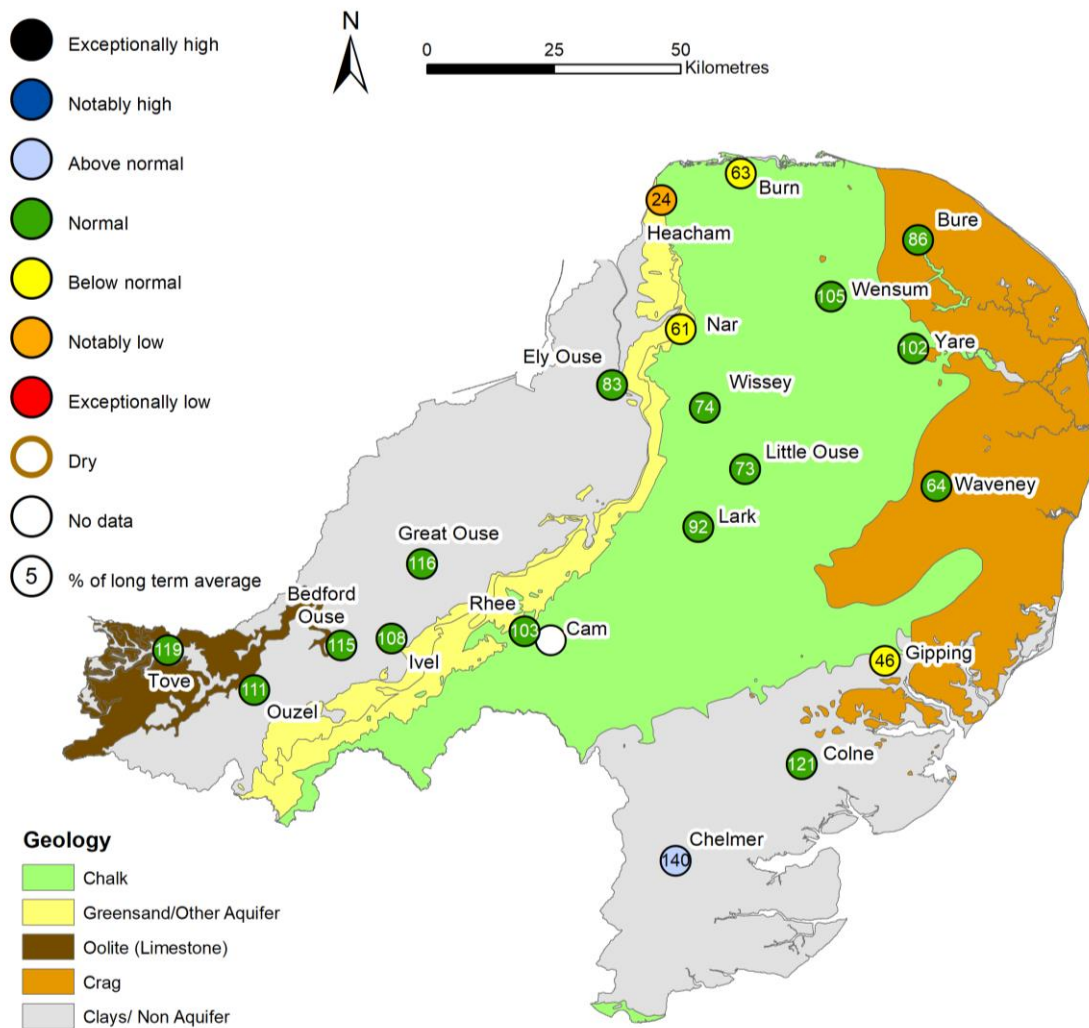 Exceptionally high
Notably high
Above normal
Normal
Below normal
Notably low
Exceptionally low
Dry
No data
5 % of long term average
N
0 25 50
Kilometres
63
Burn
24
Heacham
86
Bure
105
Wensum
61
Nar
102
Yare
Ely Ouse
83
Wissey
74
Little Ouse
73
64
Waveney
Lark
92
Great Ouse
116
Bedford
Ouse
115
108
Ivel
Rhee
103
Cam
119
Tove
111
Ouzel
46
Gipping
121
Colne
Chelmer
140
Geology
Chalk
Greensand/Other Aquifer
Oolite (Limestone)
Crag
Clays/ Non Aquifer